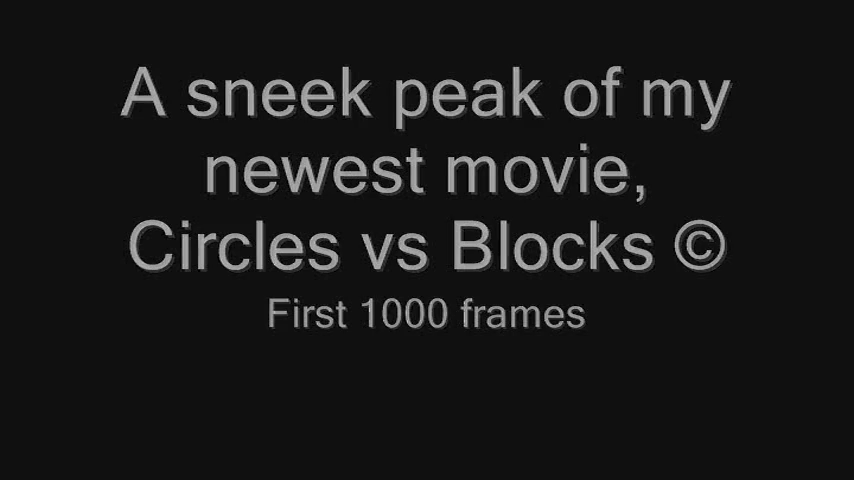 A sneek peak of my
newest movie,
Circles vs Blocks ©
First 1000 frames